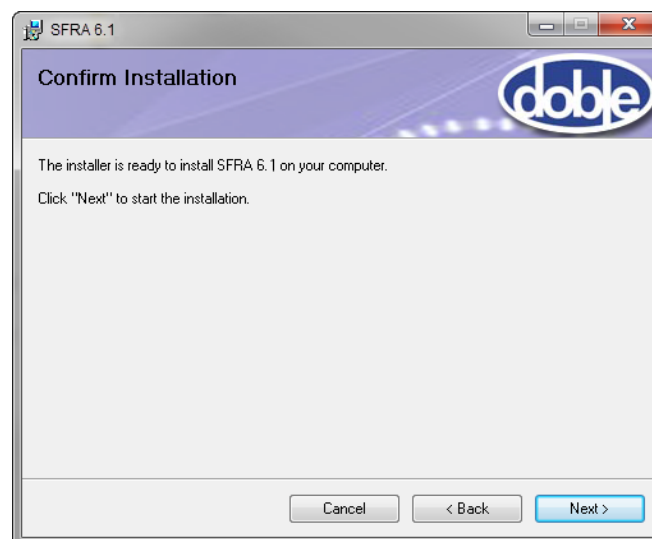 SFRA 6.1
Confirm Installation
doble
The installer is ready to install SFRA 6.1 on your computer.
Click "Next" to start the installation.
Cancel
< Back
Next >